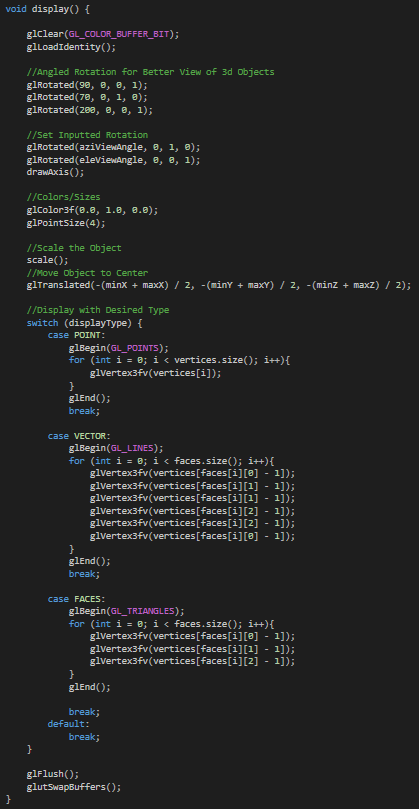 void display() {
glClear(GL_COLOR_BUFFER_BIT);
glLoadIdentity();
//Angled Rotation for Better View of 3d Objects
glRotated(90, 0, 0, 1);
glRotated(70, 0, 1, 0);
glRotated(200, 0, 0, 1);
//Set Inputted Rotation
glRotated(aziViewAngle, 0, 1, 0);
glRotated(eleViewAngle, 0, 0, 1);
drawAxis();
//Colors/Sizes
glColor3f(0.0, 1.0, 0.0);
glPointSize(4);
//Scale the Object
scale();
//Move Object to Center
glTranslated(-(minX + maxX) / 2, -(minY + maxY) / 2, -(minZ + maxZ) / 2);
//Display with Desired Type
switch (displayType) {
case POINT:
glBegin(GL_POINTS);
for (int i = 0; i < vertices.size(); i++){
glVertex3fv(vertices[i]);
}
glEnd();
break;
case VECTOR:
glBegin(GL_LINES);
for (int i = 0; i < faces.size(); i++){
glVertex3fv(vertices[faces[i][0] - 1]);
glVertex3fv(vertices[faces[i][1] - 1]);
glVertex3fv(vertices[faces[i][1] - 1]);
glVertex3fv(vertices[faces[i][2] - 1]);
glVertex3fv(vertices[faces[i][2] - 1]);
glVertex3fv(vertices[faces[i][0] - 1]);
}
glEnd();
break;
case FACES:
glBegin(GL_TRIANGLES);
for (int i = 0; i < faces.size(); i++){
glVertex3fv(vertices[faces[i][0] - 1]);
glVertex3fv(vertices[faces[i][1] - 1]);
glVertex3fv(vertices[faces[i][2] - 1]);
}
glEnd();
break;
default:
break;
}
glFlush();
glutSwapBuffers();
}